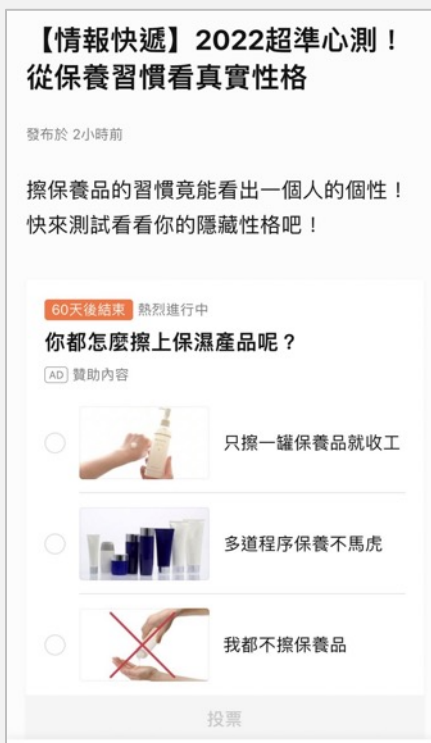 【情報快遞】2022超準心測！
從保養習慣看真實性格
發布於 2小時前
擦保養品的習慣竟能看出一個人的個性！
快來測試看看你的隱藏性格吧！
60天後結束 熱烈進行中
你都怎麼擦上保濕產品呢？
AD 贊助內容
只擦一罐保養品就收工
多道程序保養不馬虎
我都不擦保養品
投票